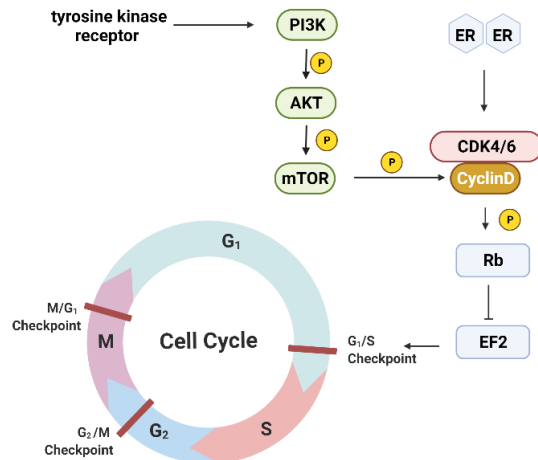 tyrosine kinase
receptor
PI3K
ER ER
P
AKT
P
CDK4/6
mTOR
P
CyclinD
P
G₁
Rb
M/G₁
Checkpoint
M
Cell Cycle
G₁/S
Checkpoint
EF2
G₂
S
G₂/M
Checkpoint